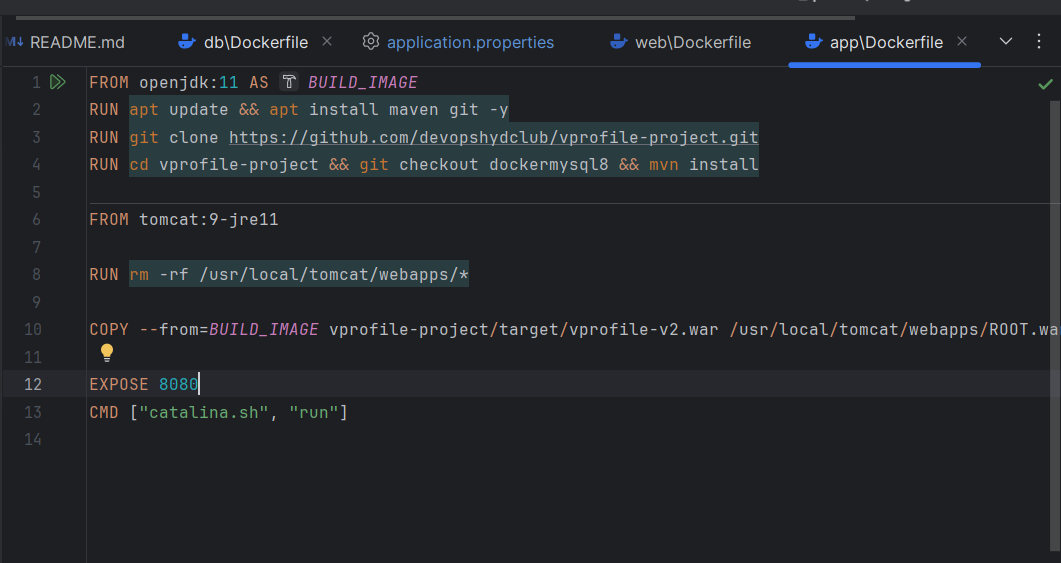 M↓ README.md db\Dockerfile application.properties web\Dockerfile app\Dockerfile
1 FROM openjdk:11 AS BUILD_IMAGE
2 RUN apt update && apt install maven git -y
3 RUN git clone https://github.com/devopshydclub/vprofile-project.git
4 RUN cd vprofile-project && git checkout dockermysql8 && mvn install
5
6 FROM tomcat:9-jre11
7
8 RUN rm -rf /usr/local/tomcat/webapps/*
9
10 COPY --from=BUILD_IMAGE vprofile-project/target/vprofile-v2.war /usr/local/tomcat/webapps/ROOT.wa
11
12 EXPOSE 8080
13 CMD ["catalina.sh", "run"]
14